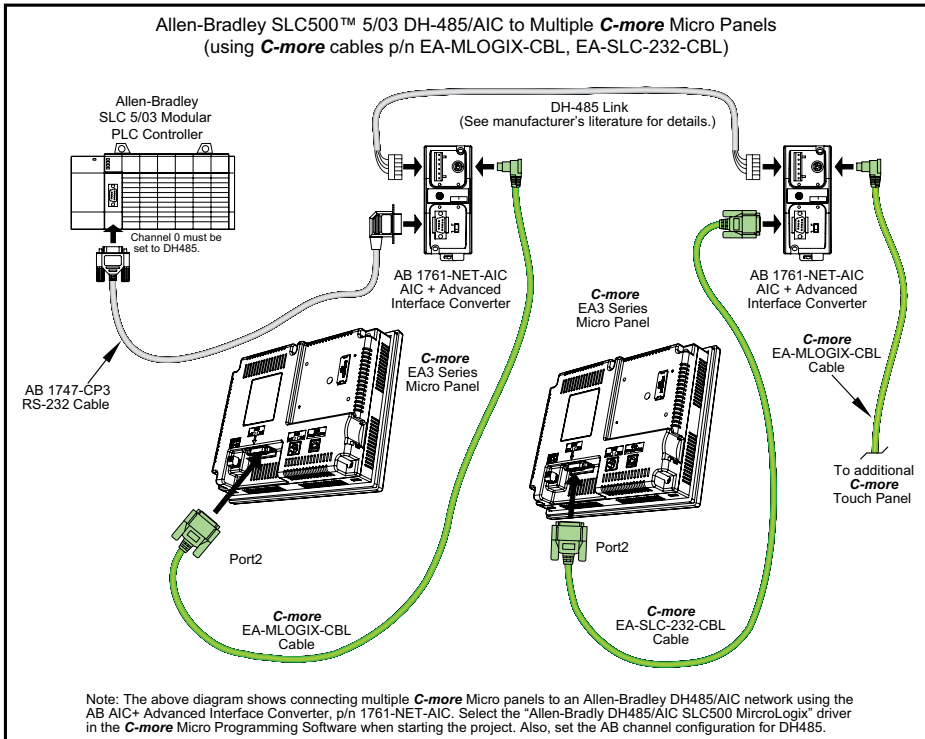 Allen-Bradley SLC500™ 5/03 DH-485/AIC to Multiple C-more Micro Panels
(using C-more cables p/n EA-MLOGIX-CBL, EA-SLC-232-CBL)
Allen-Bradley
SLC 5/03 Modular
PLC Controller
DH-485 Link
(See manufacturer's literature for details.)
Channel 0 must be
set to DH485.
AB 1761-NET-AIC
AIC + Advanced
Interface Converter
AB 1761-NET-AIC
AIC + Advanced
Interface Converter
C-more
EA3 Series
Micro Panel
C-more
EA3 Series
Micro Panel
C-more
EA-MLOGIX-CBL
Cable
AB 1747-CP3
RS-232 Cable
To additional
C-more
Touch Panel
Port2
Port2
C-more
EA-MLOGIX-CBL
Cable
C-more
EA-SLC-232-CBL
Cable
Note: The above diagram shows connecting multiple C-more Micro panels to an Allen-Bradley DH485/AIC network using the
AB AIC+ Advanced Interface Converter, p/n 1761-NET-AIC. Select the “Allen-Bradly DH485/AIC SLC500 MircroLogix” driver
in the C-more Micro Programming Software when starting the project. Also, set the AB channel configuration for DH485.